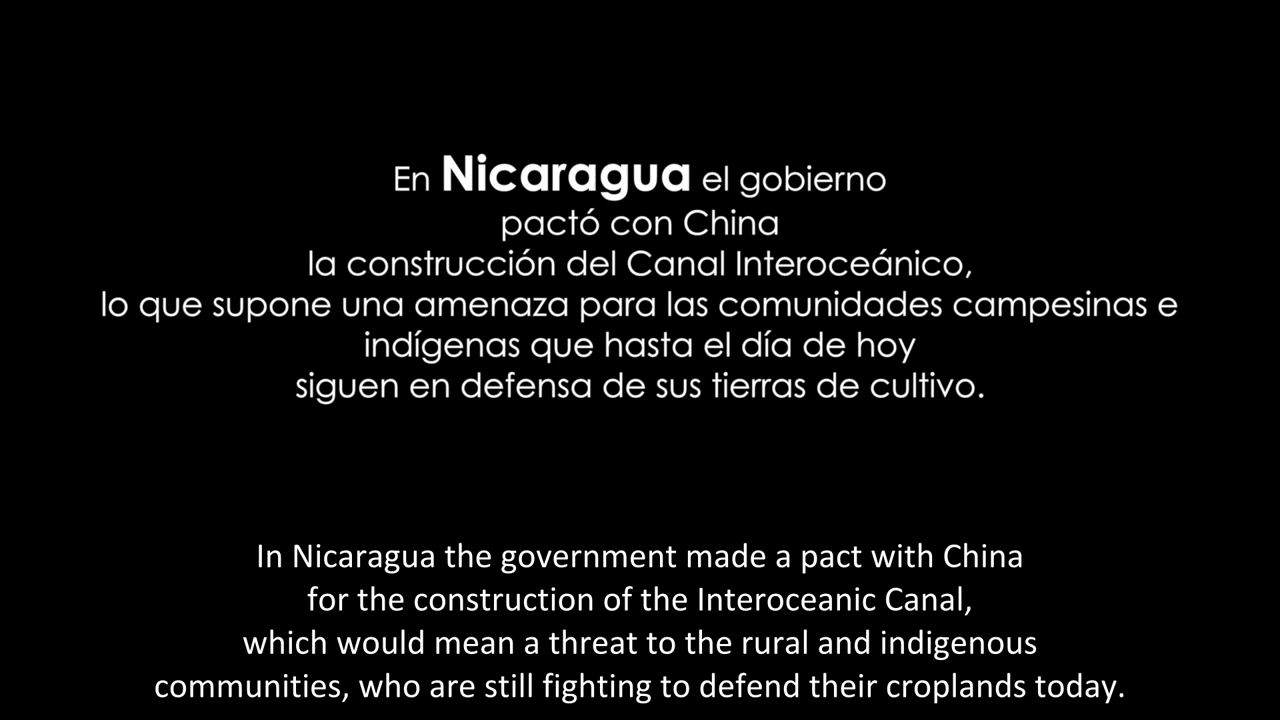 En Nicaragua el gobierno
pactó con China
la construcción del Canal Interoceánico,
lo que supone una amenaza para las comunidades campesinas e
indígenas que hasta el día de hoy
siguen en defensa de sus tierras de cultivo.
In Nicaragua the government made a pact with China
for the construction of the Interoceanic Canal,
which would mean a threat to the rural and indigenous
communities, who are still fighting to defend their croplands today.